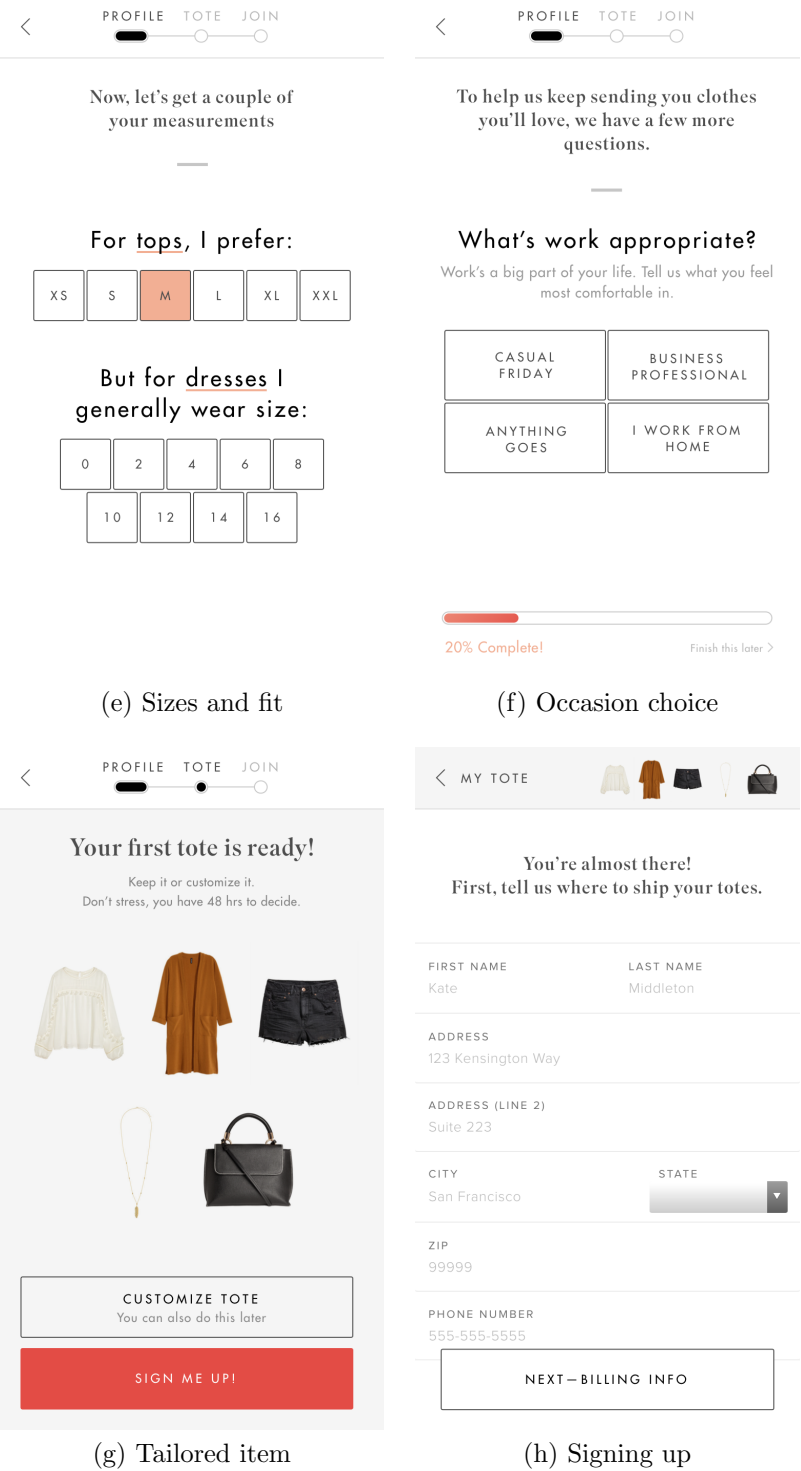 PROFILE TOTE JOIN
Now, let's get a couple of
your measurements
For tops, I prefer:
XS S M L XL XXL
But for dresses I
generally wear size:
0 2 4 6 8
10 12 14 16
(e) Sizes and fit
PROFILE TOTE JOIN
To help us keep sending you clothes
you'll love, we have a few more
questions.
What's work appropriate?
Work's a big part of your life. Tell us what you feel
most comfortable in.
CASUAL
FRIDAY
BUSINESS
PROFESSIONAL
ANYTHING
GOES
I WORK FROM
HOME
20% Complete!
Finish this later >
(f) Occasion choice
PROFILE TOTE JOIN
Your first tote is ready!
Keep it or customize it.
Don't stress, you have 48 hrs to decide.
CUSTOMIZE TOTE
You can also do this later
SIGN ME UP!
(g) Tailored item
MY TOTE
You're almost there!
First, tell us where to ship your totes.
FIRST NAME LAST NAME
Kate Middleton
ADDRESS
123 Kensington Way
ADDRESS (LINE 2)
Suite 223
CITY STATE
San Francisco
ZIP
99999
PHONE NUMBER
555-555-5555
NEXT—BILLING INFO
(h) Signing up